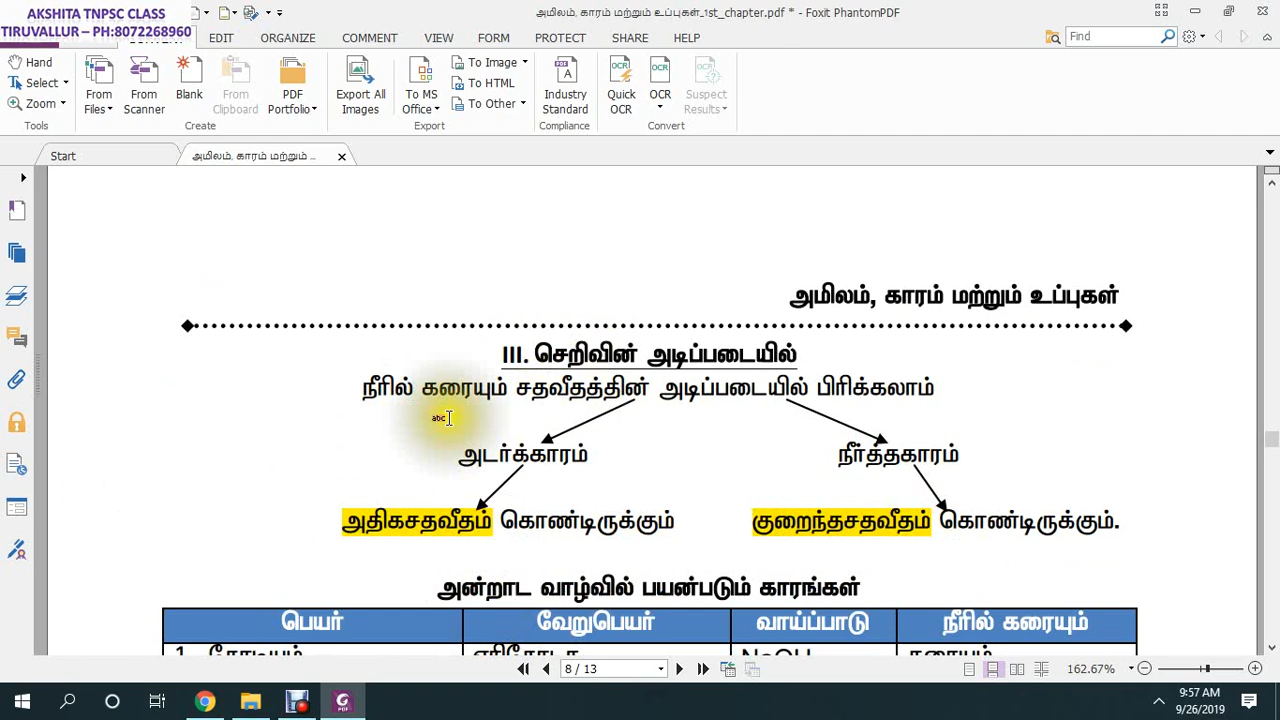 AKSHITA TNPSC CLASS
TIRUVALLUR – PH:8072268960
அமிலம், காரம் மற்றும் உப்புகள்_1st_chapter.pdf * - Foxit PhantomPDF
EDIT ORGANIZE COMMENT VIEW FORM PROTECT SHARE HELP
Find
Hand
Select
Zoom
Tools
From Files
From Scanner
Blank
From Clipboard
PDF Portfolio
Create
Export All Images
To MS Office
To Image
To HTML
To Other
Export
Industry Standard
Compliance
Quick OCR
OCR
Suspect Results
Convert
Start
அமிலம், காரம் மற்றும் ...
அமிலம், காரம் மற்றும் உப்புகள்
III. செறிவின் அடிப்படையில்
நீரில் கரையும் சதவீதத்தின் அடிப்படையில் பிரிக்கலாம்
abc
அடர்க்காரம் நீர்த்தகாரம்
அதிகசதவீதம் கொண்டிருக்கும் குறைந்தசதவீதம் கொண்டிருக்கும்.
அன்றாட வாழ்வில் பயன்படும் காரங்கள்
பெயர் வேறுபெயர் வாய்ப்பாடு நீரில் கரையும்
8 / 13
162.67%
9:57 AM
9/26/2019